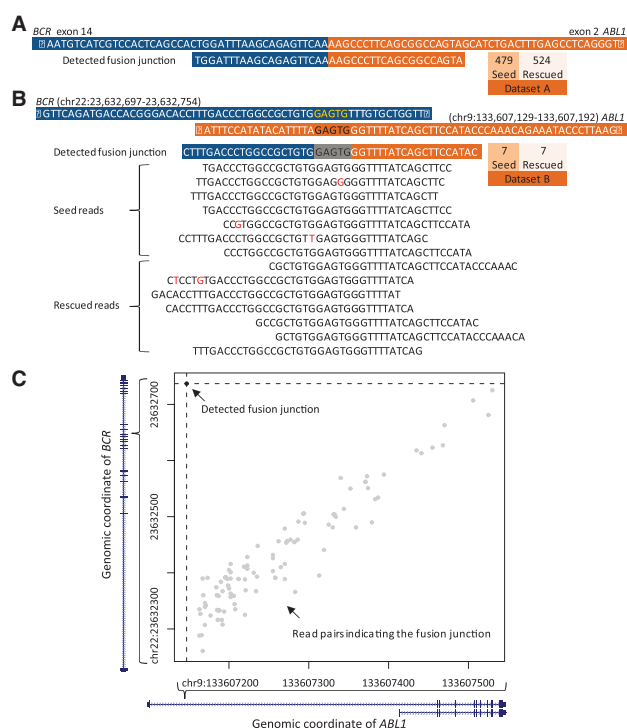 A
BCR exon 14
exon 2 ABL1
AATGTCATCGTCCACTCAGCCACTGGATTTAAGCAGAGTTCAAAAGCCCTTCAGCGGCCAGTAGCATCTGACTTTGAGCCTCAGGGT
Detected fusion junction
TGGATTTAAGCAGAGTTCAAAAGCCCTTCAGCGGCCAGTA
479 524
Seed Rescued
Dataset A
B
BCR (chr22:23,632,697-23,632,754)
GTTCAGATGACCACGGGACACCTTTGACCCTGGCCGCTGTGGAGTGTTTGTGCTGGTT
(chr9:133,607,129-133,607,192) ABL1
ATTTCCATATACATTTAGAGTGGGTTTTATCAGCTTCCATACCCAAACAGAAATACCCTTAAG
Detected fusion junction
CTTTGACCCTGGCCGCTGTGGAGTGGGTTTTATCAGCTTCCATAC
7 7
Seed Rescued
Dataset B
Seed reads
TGACCCTGGCCGCTGTGGAGTGGGTTTTATCAGCTTCC
TTGACCCTGGCCGCTGTGGAGGGGGTTTTATCAGCTTC
TTTGACCCTGGCCGCTGTGGAGTGGGTTTTATCAGCTT
TGACCCTGGCCGCTGTGGAGTGGGTTTTATCAGCTTCC
CCGTGGCCGCTGTGGAGTGGGTTTTATCAGCTTCCATA
CCTTTGACCCTGGCCGCTGTTGAGTGGGTTTTATCAGC
CCCTGGCCGCTGTGGAGTGGGTTTTATCAGCTTCCATA
Rescued reads
CGCTGTGGAGTGGGTTTTATCAGCTTCCATACCCAAAC
CTCCTGTGACCCTGGCCGCTGTGGAGTGGGTTTTATCA
GACACCTTTGACCCTGGCCGCTGTGGAGTGGGTTTTAT
CACCTTTGACCCTGGCCGCTGTGGAGTGGGTTTTATCA
GCCGCTGTGGAGTGGGTTTTATCAGCTTCCATAC
GCTGTGGAGTGGGTTTTATCAGCTTCCATACCCAAACA
TTTGACCCTGGCCGCTGTGGAGTGGGTTTTATCAG
C
Genomic coordinate of BCR
23632700
23632500
chr22:23632300
Detected fusion junction
Read pairs indicating the fusion junction
chr9:133607200 133607300 133607400 133607500
Genomic coordinate of ABL1